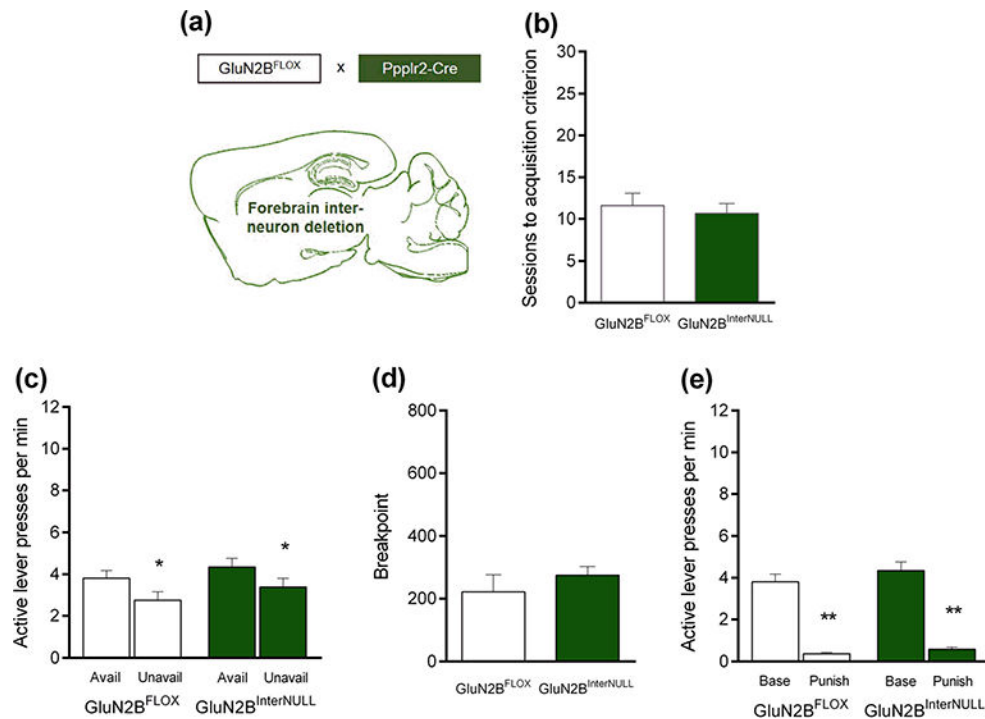 (a)
GluN2BFLOX x Ppplr2-Cre
Forebrain inter-
neuron deletion
(b)
Sessions to acquisition criterion
30
25
20
15
10
5
0
GluN2BFLOX GluN2BInterNULL
(c)
Active lever presses per min
12
10
8
6
4
2
0
* *
Avail Unavail Avail Unavail
GluN2BFLOX GluN2BInterNULL
(d)
Breakpoint
800
600
400
200
0
GluN2BFLOX GluN2BInterNULL
(e)
Active lever presses per min
12
10
8
6
4
2
0
** **
Base Punish Base Punish
GluN2BFLOX GluN2BInterNULL